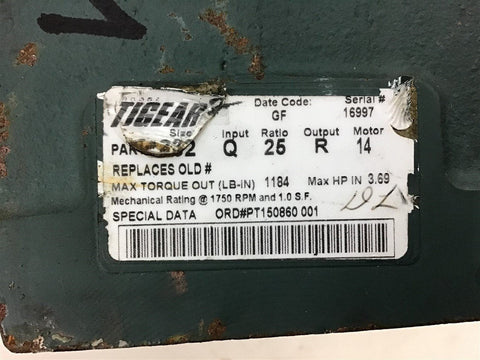 TIGEAR
Date Code: Serial #
GF 16997
Size Input Ratio Output Motor
Q 25 R 14
REPLACES OLD #
MAX TORQUE OUT (LB-IN) 1184 Max HP IN 3.69
Mechanical Rating @ 1750 RPM and 1.0 S.F.
SPECIAL DATA ORD#PT150860 001